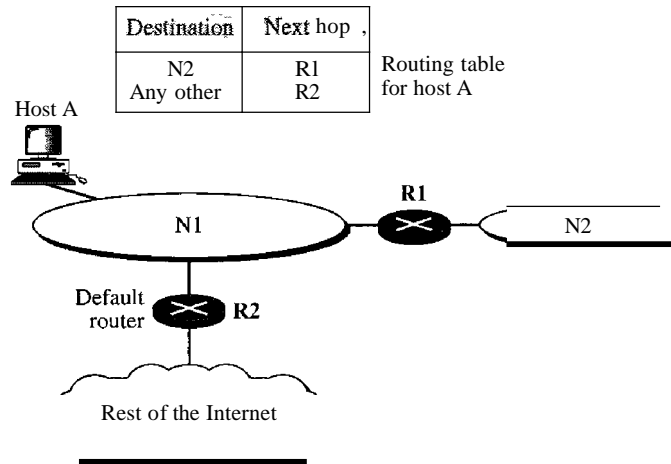 Destination Next hop ,
N2 R1
Any other R2
Routing table
for host A
Host A
R1
N1
N2
Default
router
R2
Rest of the Internet